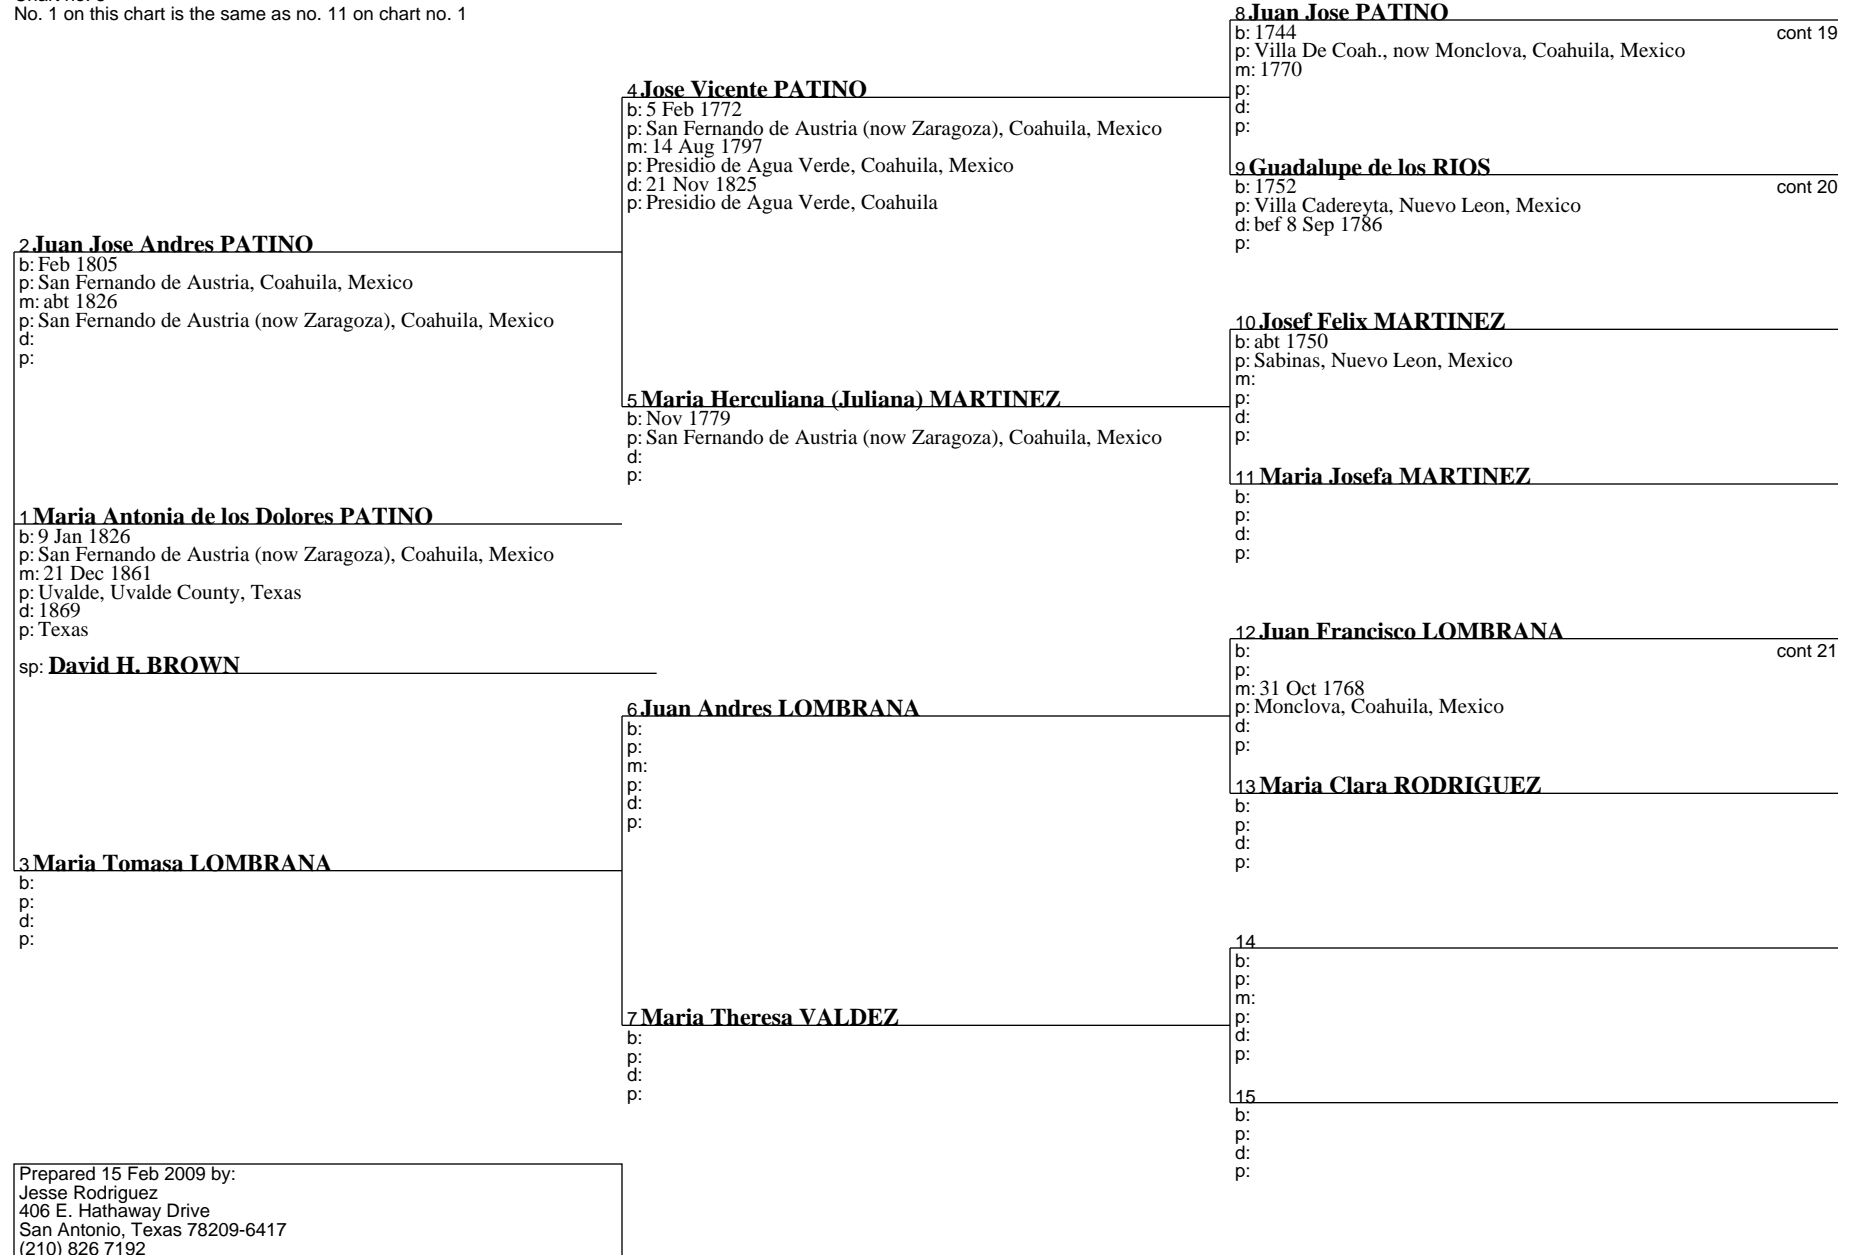 No. 1 on this chart is the same as no. 11 on chart no. 1
8 Juan Jose PATINO
b: 1744 cont 19
p: Villa De Coah., now Monclova, Coahuila, Mexico
m: 1770
p:
d:
p:
4 Jose Vicente PATINO
b: 5 Feb 1772
p: San Fernando de Austria (now Zaragoza), Coahuila, Mexico
m: 14 Aug 1797
p: Presidio de Agua Verde, Coahuila, Mexico
d: 21 Nov 1825
p: Presidio de Agua Verde, Coahuila
9 Guadalupe de los RIOS
b: 1752 cont 20
p: Villa Cadereyta, Nuevo Leon, Mexico
d: bef 8 Sep 1786
p:
2 Juan Jose Andres PATINO
b: Feb 1805
p: San Fernando de Austria, Coahuila, Mexico
m: abt 1826
p: San Fernando de Austria (now Zaragoza), Coahuila, Mexico
d:
p:
10 Josef Felix MARTINEZ
b: abt 1750
p: Sabinas, Nuevo Leon, Mexico
m:
p:
d:
p:
5 Maria Herculiana (Juliana) MARTINEZ
b: Nov 1779
p: San Fernando de Austria (now Zaragoza), Coahuila, Mexico
d:
p:
11 Maria Josefa MARTINEZ
b:
p:
d:
p:
1 Maria Antonia de los Dolores PATINO
b: 9 Jan 1826
p: San Fernando de Austria (now Zaragoza), Coahuila, Mexico
m: 21 Dec 1861
p: Uvalde, Uvalde County, Texas
d: 1869
p: Texas
sp: David H. BROWN
12 Juan Francisco LOMBRANA
b: cont 21
p:
m: 31 Oct 1768
p: Monclova, Coahuila, Mexico
d:
p:
6 Juan Andres LOMBRANA
b:
p:
m:
p:
d:
p:
13 Maria Clara RODRIGUEZ
b:
p:
d:
p:
3 Maria Tomasa LOMBRANA
b:
p:
d:
p:
14
b:
p:
m:
p:
d:
p:
7 Maria Theresa VALDEZ
b:
p:
d:
p:
15
b:
p:
d:
p:
Prepared 15 Feb 2009 by:
Jesse Rodriguez
406 E. Hathaway Drive
San Antonio, Texas 78209-6417
(210) 826 7192